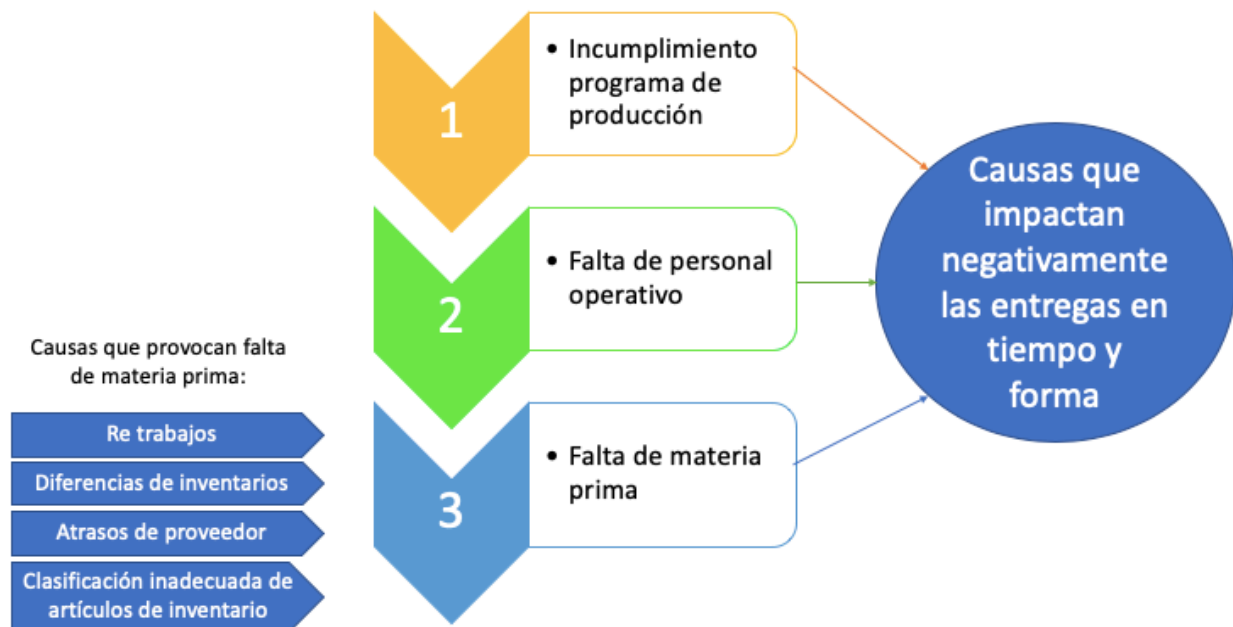 1
• Incumplimiento
programa de
producción
2
• Falta de personal
operativo
3
• Falta de materia
prima
Causas que
impactan
negativamente
las entregas en
tiempo y
forma
Causas que provocan falta
de materia prima:
Re trabajos
Diferencias de inventarios
Atrasos de proveedor
Clasificación inadecuada de
artículos de inventario